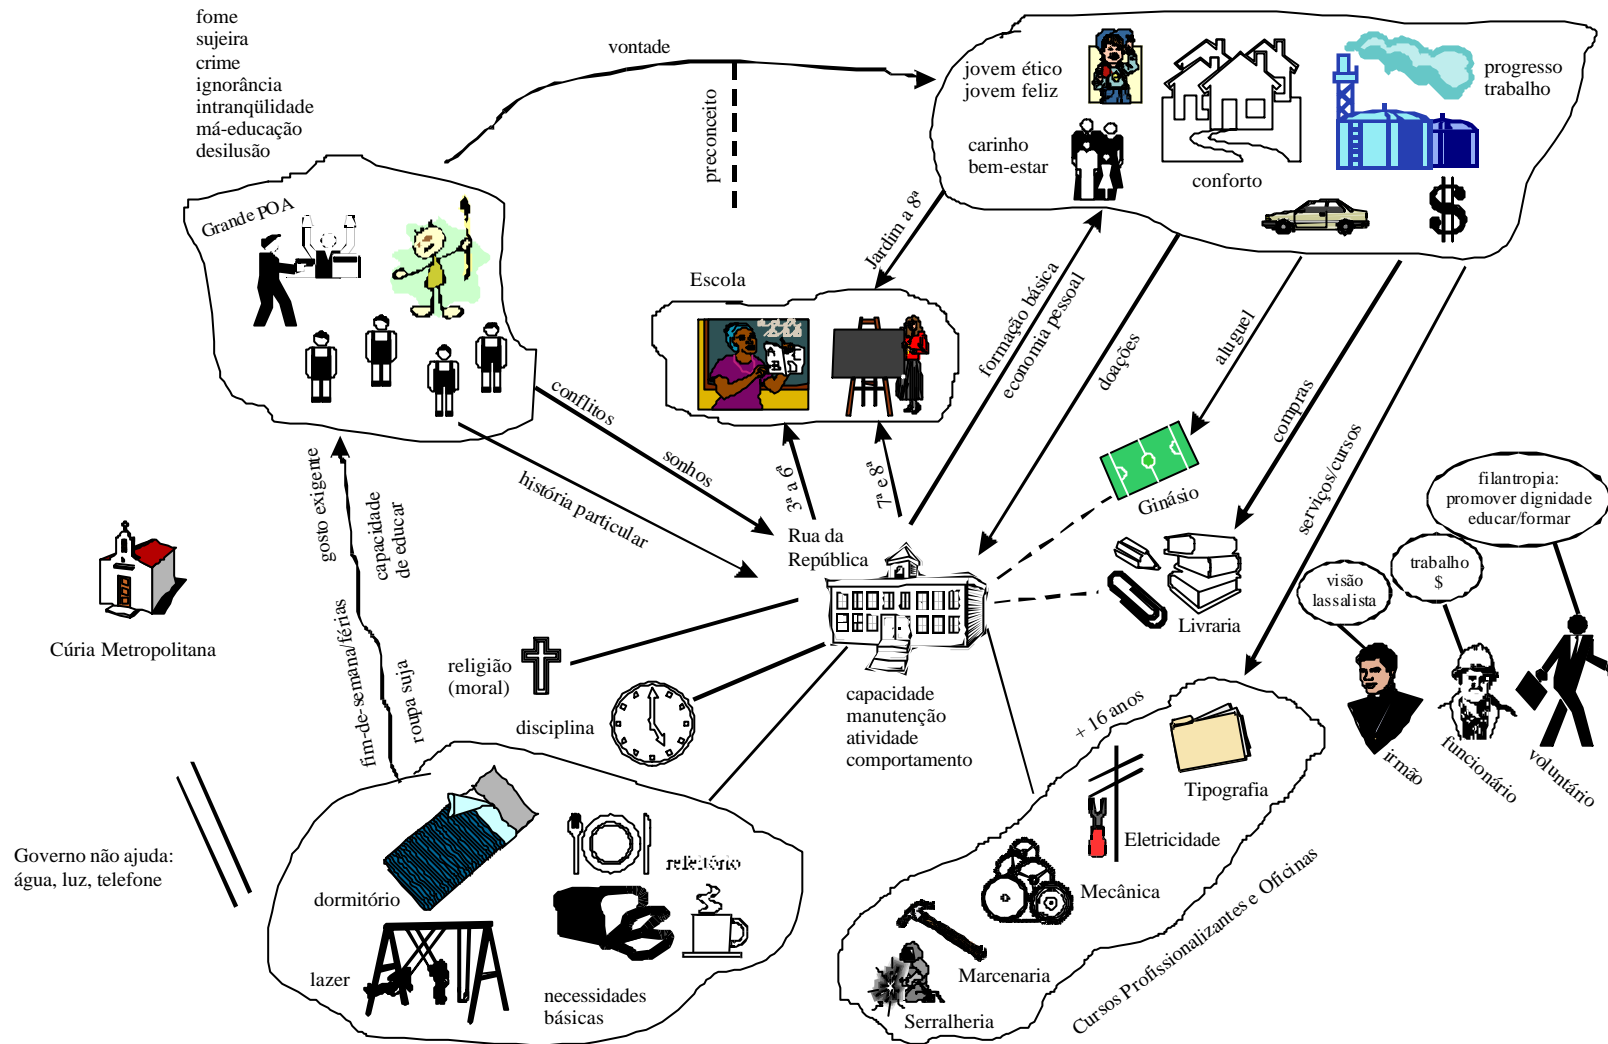 fome
sujeira
crime
ignorância
intranqüilidade
má-educação
desilusão
vontade
preconceito
jovem ético
jovem feliz
carinho
bem-estar
conforto
progresso
trabalho
$
Grande POA
Escola
Jardim a 8ª
formação básica
economia pessoal
doações
aluguel
compras
serviços/cursos
conflitos
sonhos
história particular
3ª a 6ª
7ª e 8ª
Rua da
República
Ginásio
Livraria
filantropia:
promover dignidade
educar/formar
trabalho
$
visão
lassalista
irmão
funcionário
voluntário
gosto exigente
capacidade
de educar
fim-de-semana/férias
roupa suja
Cúria Metropolitana
religião
(moral)
disciplina
capacidade
manutenção
atividade
comportamento
+ 16 anos
Tipografia
Eletricidade
Mecânica
Marcenaria
Serralheria
Cursos Profissionalizantes e Oficinas
Governo não ajuda:
água, luz, telefone
dormitório
lazer
necessidades
básicas